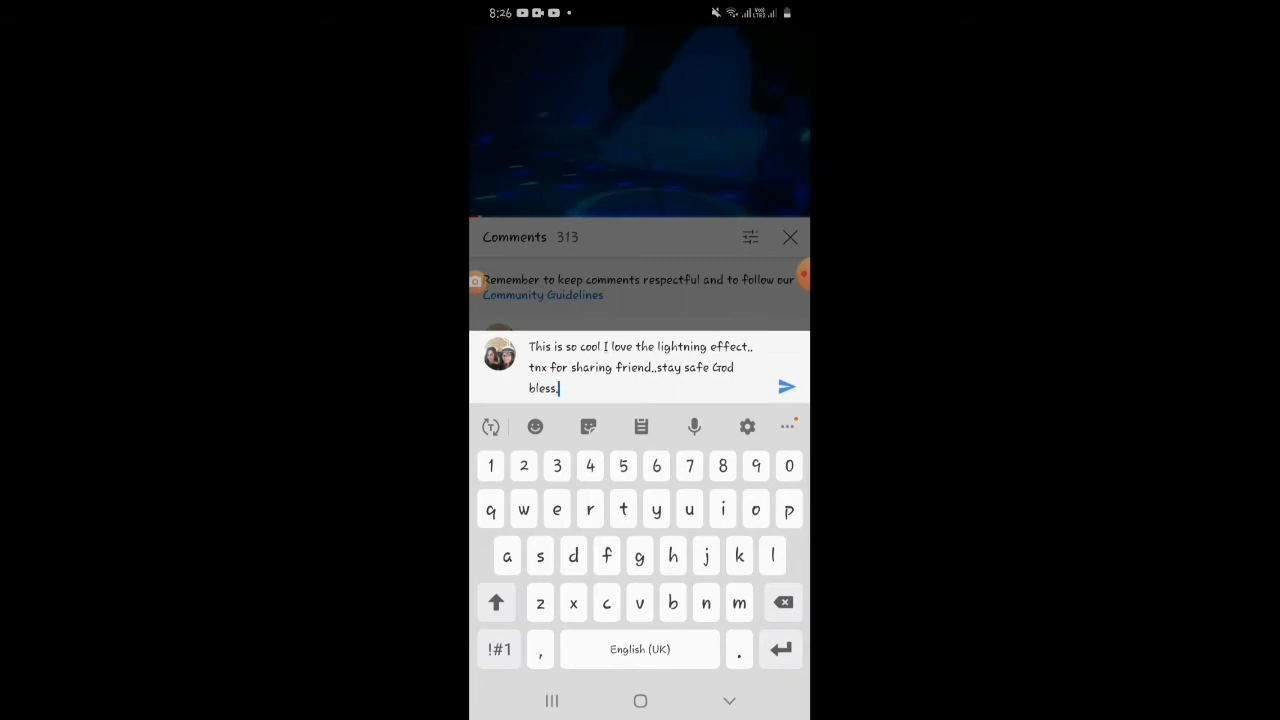 8:26
Comments 313
Remember to keep comments respectful and to follow our
Community Guidelines
This is so cool I love the lightning effect..
tnx for sharing friend..stay safe God
bless.
1 2 3 4 5 6 7 8 9 0
q w e r t y u i o p
a s d f g h j k l
z x c v b n m
!#1 , English (UK) .